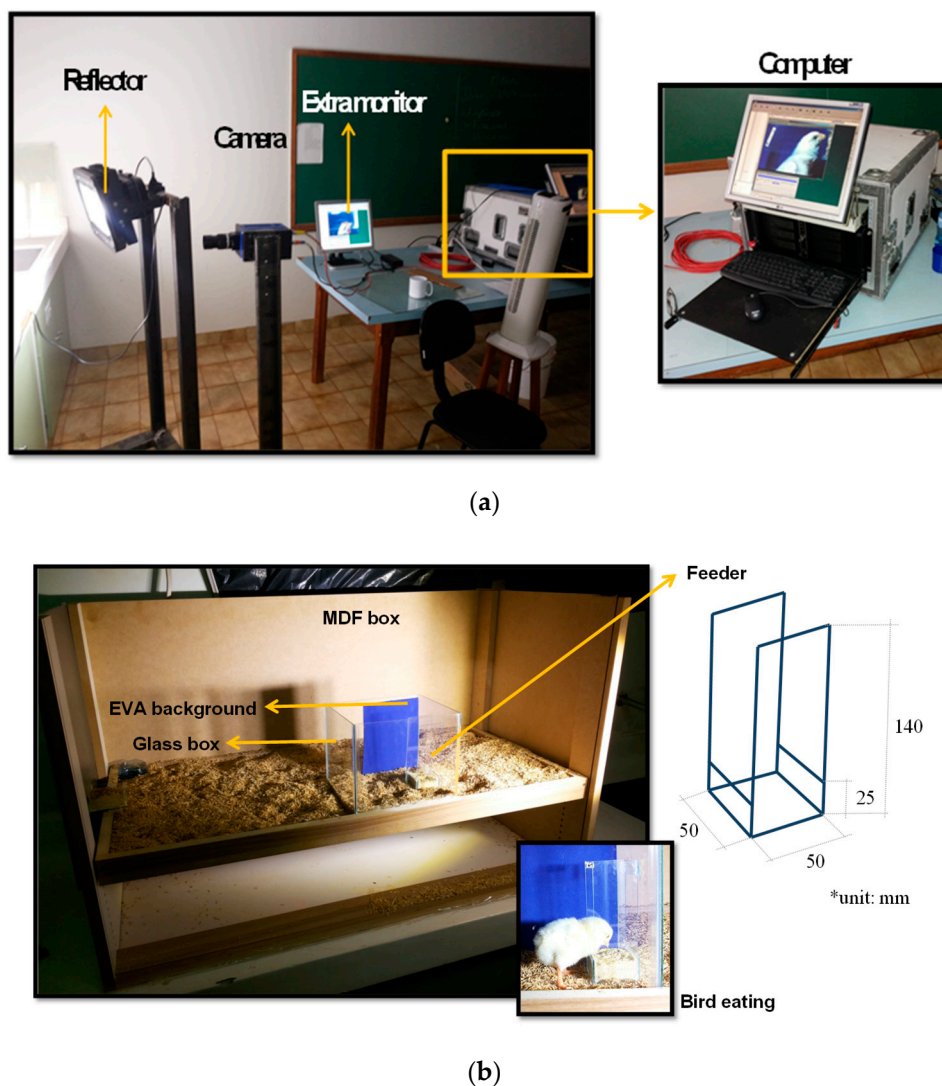 Computer
Reflector
Extramonitor
Camera
(a)
Feeder
MDF box
EVA background
Glass box
140
25
50
50
*unit: mm
Bird eating
(b)